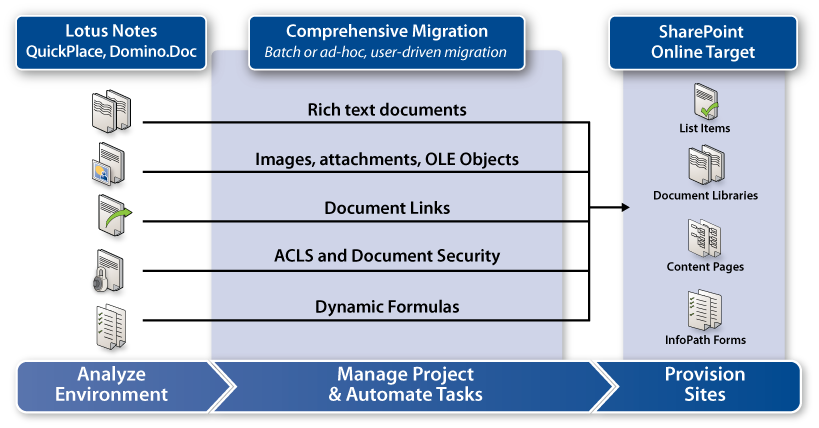 Lotus Notes
QuickPlace, Domino.Doc
Comprehensive Migration
Batch or ad-hoc, user-driven migration
SharePoint
Online Target
Rich text documents
Images, attachments, OLE Objects
Document Links
ACLS and Document Security
Dynamic Formulas
List Items
Document Libraries
Content Pages
InfoPath Forms
Analyze
Environment
Manage Project
& Automate Tasks
Provision
Sites